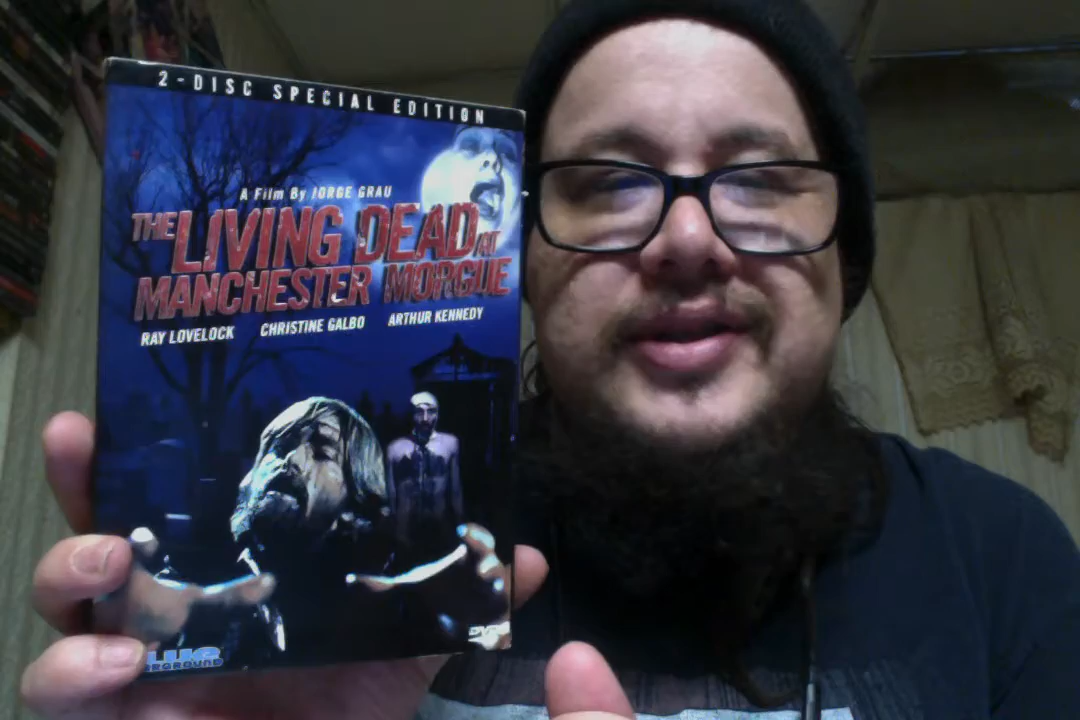 2-DISC SPECIAL EDITION
A Film By JORGE GRAU
THE LIVING DEAD AT
MANCHESTER MORGUE
RAY LOVELOCK CHRISTINE GALBO ARTHUR KENNEDY
DVD